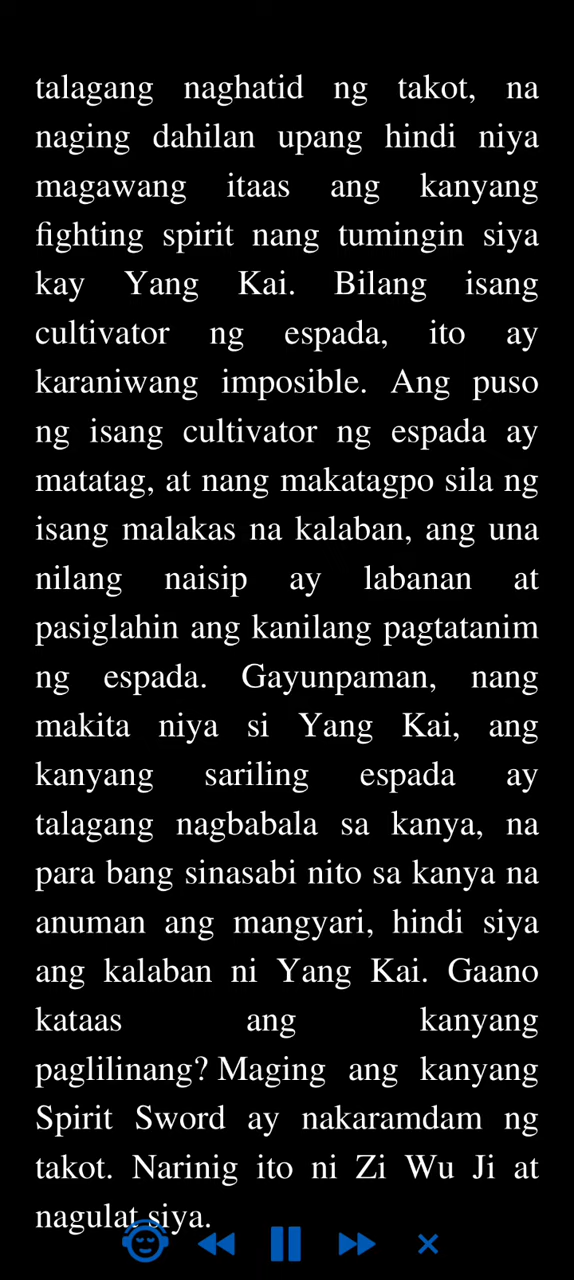 talagang naghatid ng takot, na
naging dahilan upang hindi niya
magawang itaas ang kanyang
fighting spirit nang tumingin siya
kay Yang Kai. Bilang isang
cultivator ng espada, ito ay
karaniwang imposible. Ang puso
ng isang cultivator ng espada ay
matatag, at nang makatagpo sila ng
isang malakas na kalaban, ang una
nilang naisip ay labanan at
pasiglahin ang kanilang pagtatanim
ng espada. Gayunpaman, nang
makita niya si Yang Kai, ang
kanyang sariling espada ay
talagang nagbabala sa kanya, na
para bang sinasabi nito sa kanya na
anuman ang mangyari, hindi siya
ang kalaban ni Yang Kai. Gaano
kataas ang kanyang
paglilinang? Maging ang kanyang
Spirit Sword ay nakaramdam ng
takot. Narinig ito ni Zi Wu Ji at
nagulat siya.